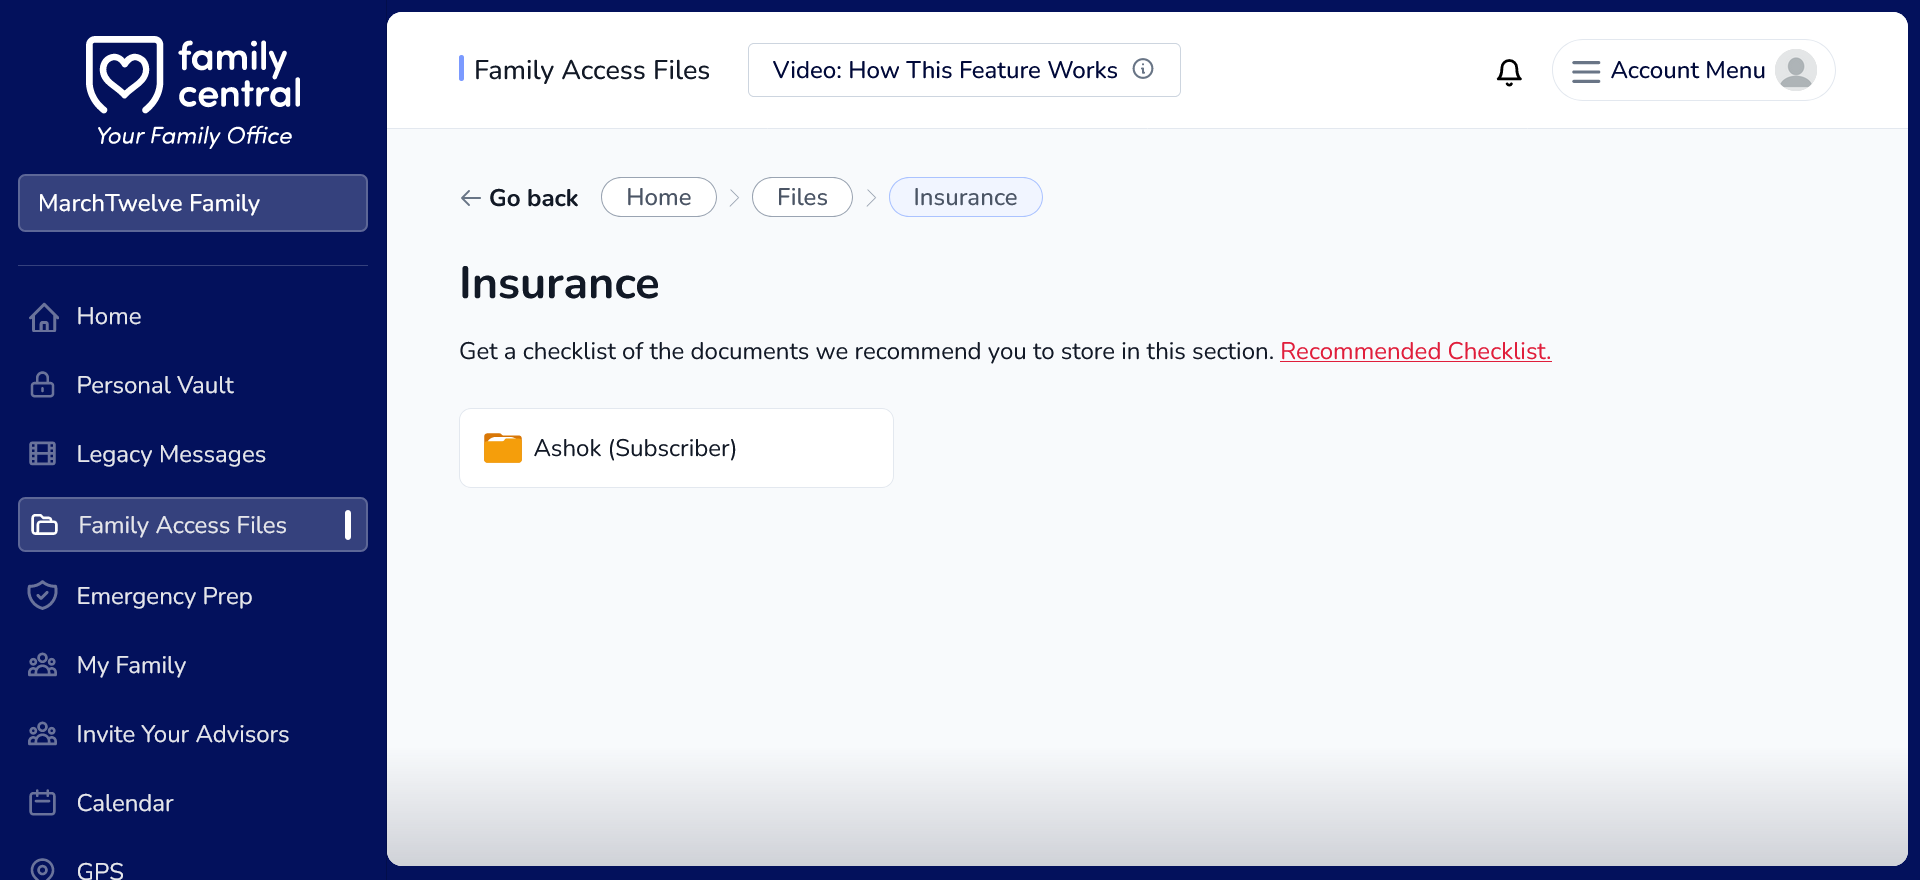 family
central
Your Family Office
MarchTwelve Family
Home
Personal Vault
Legacy Messages
Family Access Files
Emergency Prep
My Family
Invite Your Advisors
Calendar
GPS
Family Access Files
Video: How This Feature Works
Account Menu
Go back
Home
Files
Insurance
Insurance
Get a checklist of the documents we recommend you to store in this section. Recommended Checklist.
Ashok (Subscriber)